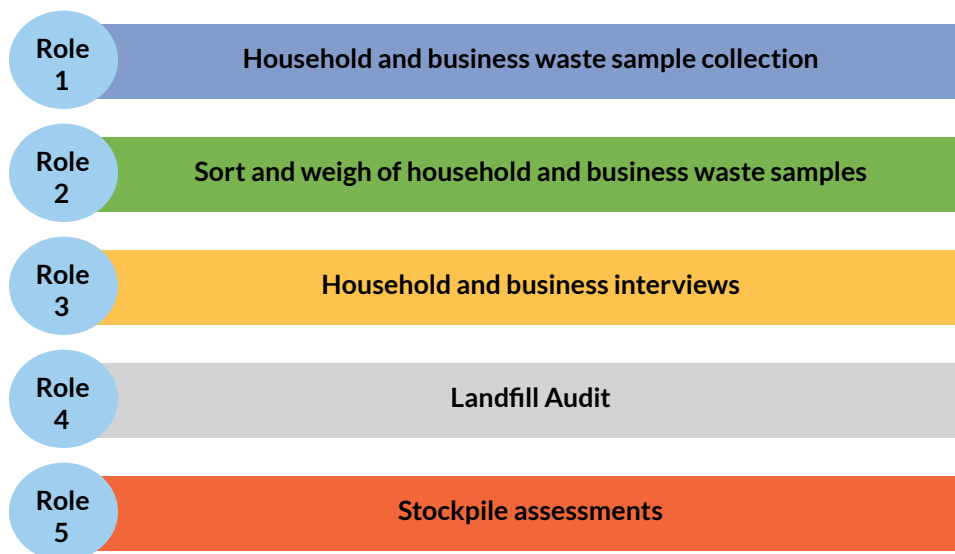 Role
1
Household and business waste sample collection
Role
2
Sort and weigh of household and business waste samples
Role
3
Household and business interviews
Role
4
Landfill Audit
Role
5
Stockpile assessments